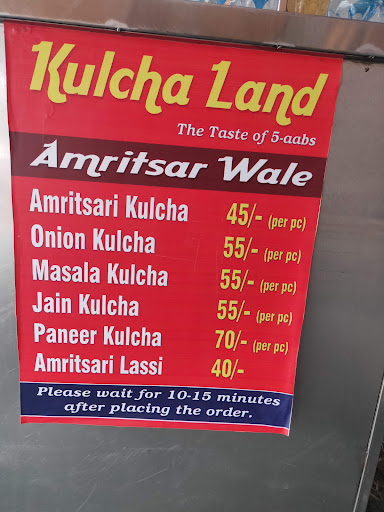 Kulcha Land
The Taste of 5-aabs
Amritsar Wale
Amritsari Kulcha 45/- (per pc)
Onion Kulcha 55/- (per pc)
Masala Kulcha 55/- (per pc)
Jain Kulcha 55/- (per pc)
Paneer Kulcha 70/- (per pc)
Amritsari Lassi 40/-
Please wait for 10-15 minutes
after placing the order.